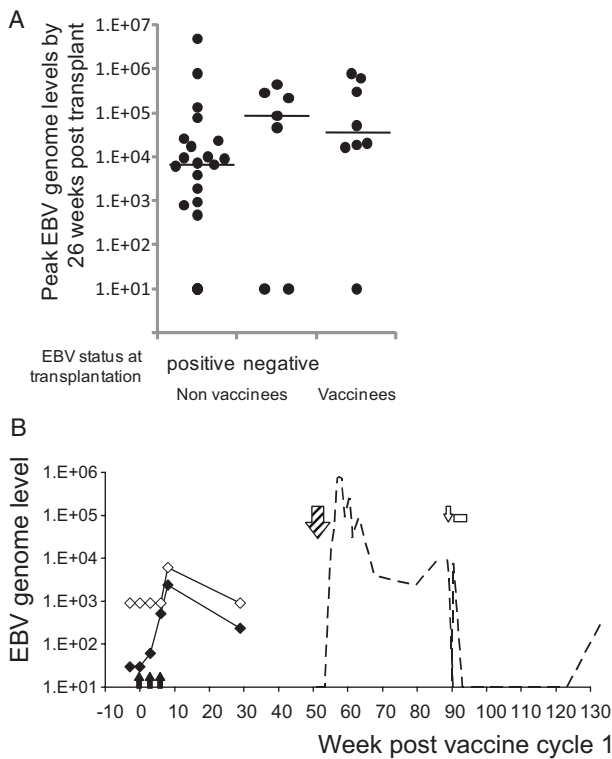 A
Peak EBV genome levels by
26 weeks post transplant
1.E+07
1.E+06
1.E+05
1.E+04
1.E+03
1.E+02
1.E+01
EBV status at
transplantation
positive negative
Non vaccinees Vaccinees
B
EBV genome level
1.E+06
1.E+05
1.E+04
1.E+03
1.E+02
1.E+01
-10 0 10 20 30 40 50 60 70 80 90 100 110 120 130
Week post vaccine cycle 1